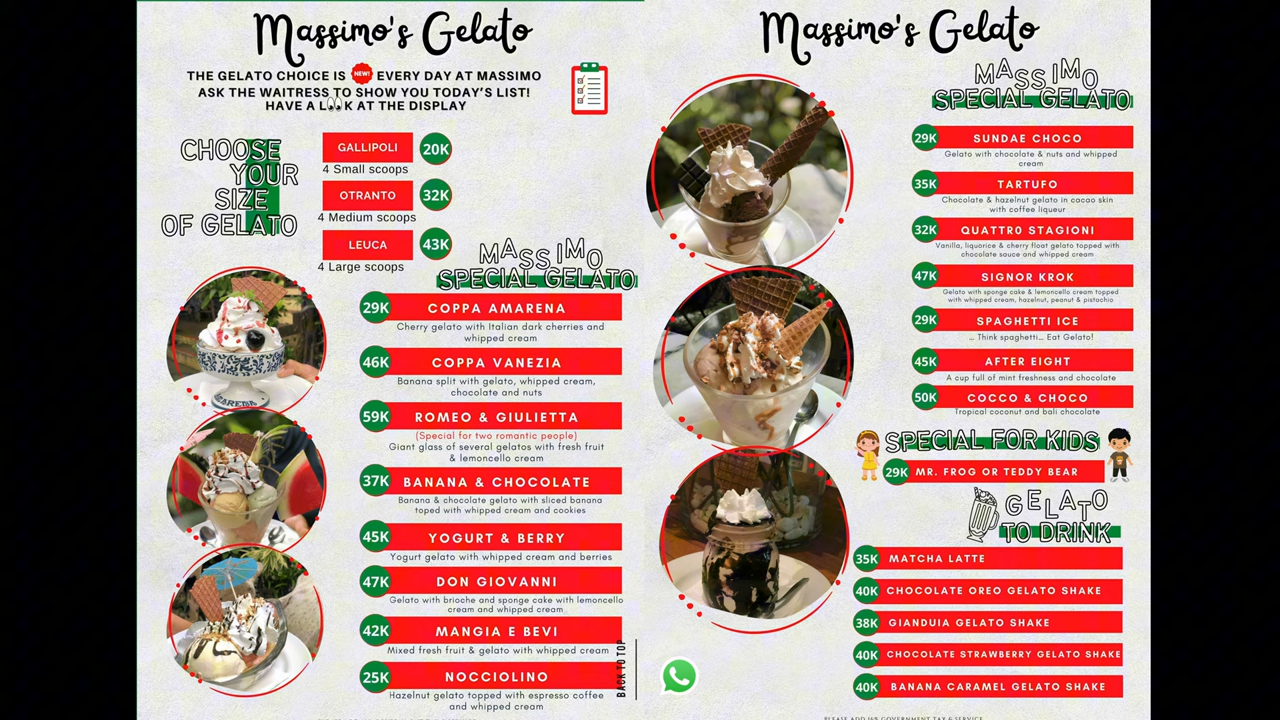 Massimo's Gelato
THE GELATO CHOICE IS NEW! EVERY DAY AT MASSIMO
ASK THE WAITRESS TO SHOW YOU TODAY'S LIST!
HAVE A L👀K AT THE DISPLAY
CHOOSE
YOUR
SIZE
OF GELATO
GALLIPOLI 20K
4 Small scoops
OTRANTO 32K
4 Medium scoops
LEUCA 43K
4 Large scoops
MASSIMO
SPECIAL GELATO
29K COPPA AMARENA
Cherry gelato with Italian dark cherries and
whipped cream
46K COPPA VANEZIA
Banana split with gelato, whipped cream,
chocolate and nuts
59K ROMEO & GIULIETTA
(Special for two romantic people)
Giant glass of several gelatos with fresh fruit
& lemoncello cream
37K BANANA & CHOCOLATE
Banana & chocolate gelato with sliced banana
toped with whipped cream and cookies
45K YOGURT & BERRY
Yogurt gelato with whipped cream and berries
47K DON GIOVANNI
Gelato with brioche and sponge cake with lemoncello
cream and whipped cream
42K MANGIA E BEVI
Mixed fresh fruit & gelato with whipped cream
25K NOCCIOLINO
Hazelnut gelato topped with espresso coffee
and whipped cream
BACK TO TOP
Massimo's Gelato
MASSIMO
SPECIAL GELATO
29K SUNDAE CHOCO
Gelato with chocolate & nuts and whipped
cream
35K TARTUFO
Chocolate & hazelnut gelato in cacao skin
with coffee liqueur
32K QUATTR0 STAGIONI
Vanilla, liquorice & cherry float gelato topped with
chocolate sauce and whipped cream
47K SIGNOR KROK
Gelato with sponge cake & lemoncello cream topped
with whipped cream, hazelnut, peanut & pistachio
29K SPAGHETTI ICE
... Think spaghetti... Eat Gelato!
45K AFTER EIGHT
A cup full of mint freshness and chocolate
50K COCCO & CHOCO
Tropical coconut and bali chocolate
SPECIAL FOR KIDS
29K MR. FROG OR TEDDY BEAR
GELATO
TO DRINK
35K MATCHA LATTE
40K CHOCOLATE OREO GELATO SHAKE
38K GIANDUIA GELATO SHAKE
40K CHOCOLATE STRAWBERRY GELATO SHAKE
40K BANANA CARAMEL GELATO SHAKE
PLEASE ADD 16% GOVERNMENT TAX & SERVICE